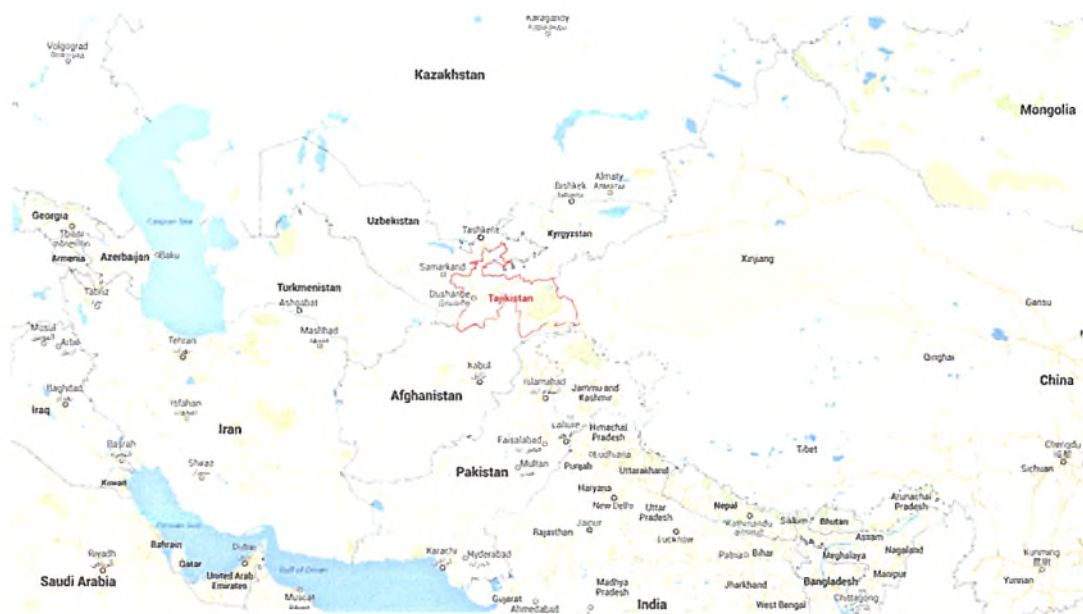 Karagandy
Volgograd
Kazakhstan
Mongolia
Almaty
Bishkek
Georgia
Uzbekistan
Tashkent
Kyrgyzstan
Caspian Sea
Armenia
Azerbaijan
Baku
Xinjiang
Samarkand
Tabriz
Turkmenistan
Dushanbe
Tajikistan
Ashgabat
Gansu
Mosul
Mashhad
Tehran
Qinghai
Kabul
Baghdad
Islamabad
Jammu and
Kashmir
China
Afghanistan
Isfahan
Iraq
Iran
Lahore
Himachal
Pradesh
Basrah
Faisalabad
Chengdu
成都
Ludhiana
Tibet
Shiraz
Multan
Punjab
Sichuan
Pakistan
Uttarakhand
Kuwait
Haryana
New Delhi
Arunachal
Pradesh
Nepal
Uttar
Pradesh
Kathmandu
Sikkim
Bhutan
Persian Gulf
Rajasthan
Jaipur
Lucknow
Assam
Bahrain
Dubai
Karachi
Hyderabad
Patna
Bihar
Meghalaya
Nagaland
Riyadh
Kunming
昆明
Qatar
Gulf of Oman
Saudi Arabia
United Arab
Emirates
Madhya
Pradesh
Jharkhand
Bangladesh
Manipur
Yunnan
Muscat
Gujarat
Ahmedabad
India
West Bengal
Chittagong